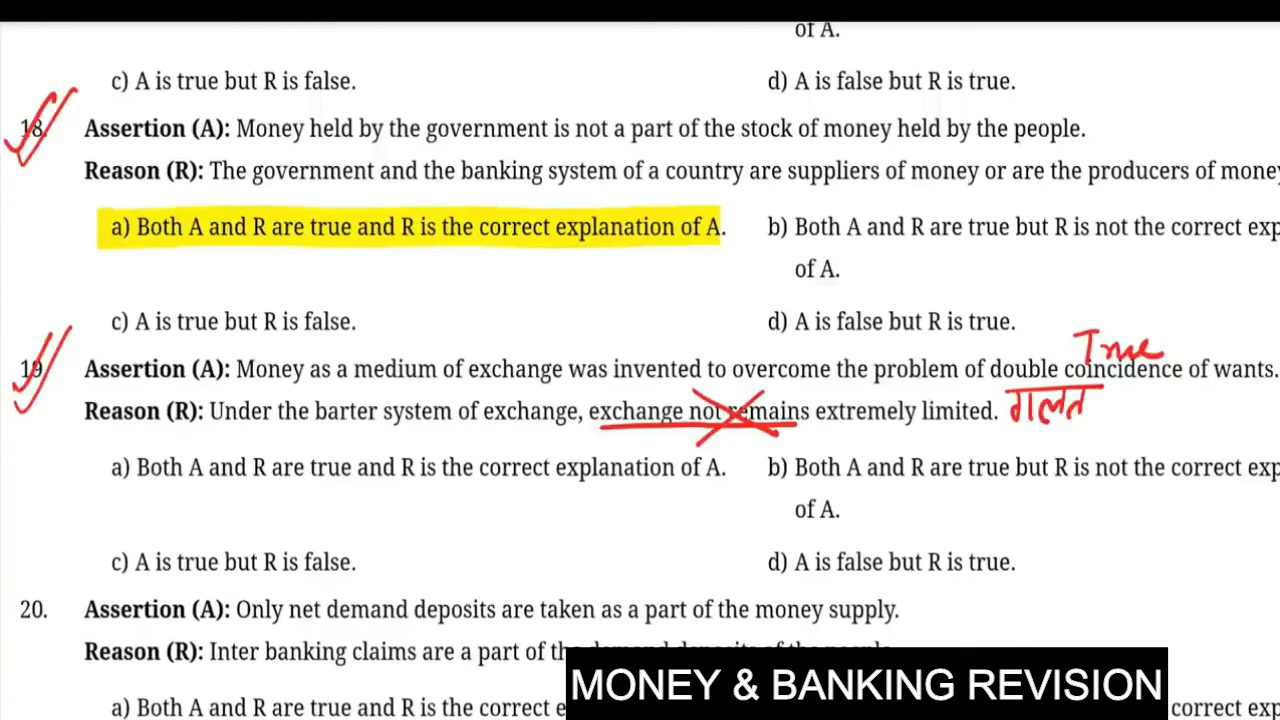 of A.
c) A is true but R is false. d) A is false but R is true.
18. Assertion (A): Money held by the government is not a part of the stock of money held by the people.
Reason (R): The government and the banking system of a country are suppliers of money or are the producers of money
a) Both A and R are true and R is the correct explanation of A. b) Both A and R are true but R is not the correct exp
of A.
c) A is true but R is false. d) A is false but R is true.
True
19. Assertion (A): Money as a medium of exchange was invented to overcome the problem of double coincidence of wants.
Reason (R): Under the barter system of exchange, exchange not remains extremely limited. गलत
a) Both A and R are true and R is the correct explanation of A. b) Both A and R are true but R is not the correct exp
of A.
c) A is true but R is false. d) A is false but R is true.
20. Assertion (A): Only net demand deposits are taken as a part of the money supply.
Reason (R): Inter banking claims are a part of the demand deposits of the people.
MONEY & BANKING REVISION
a) Both A and R are true and R is the correct e correct exp